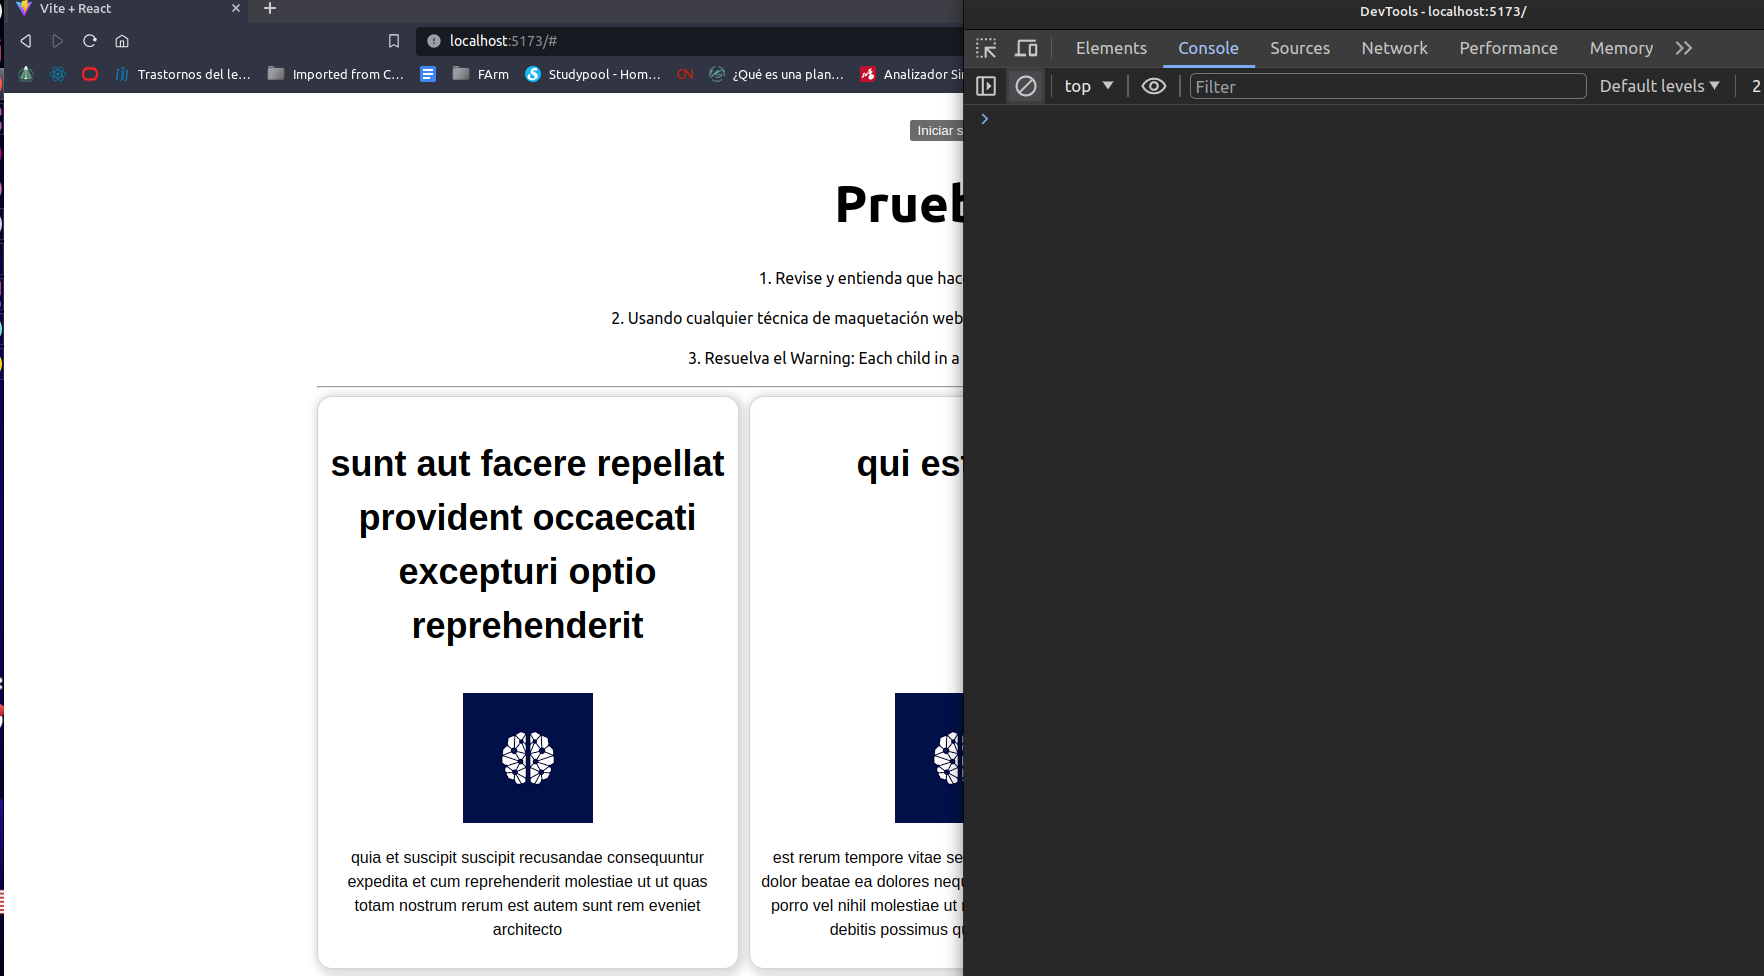 Vite + React
localhost:5173/#
Trastornos del le... Imported from C... FArm Studypool - Hom... CN ¿Qué es una plan... Analizador Sin
Iniciar s
Prueb
1. Revise y entienda que hac
2. Usando cualquier técnica de maquetación web
3. Resuelva el Warning: Each child in a
sunt aut facere repellat
provident occaecati
excepturi optio
reprehenderit
quia et suscipit suscipit recusandae consequuntur
expedita et cum reprehenderit molestiae ut ut quas
totam nostrum rerum est autem sunt rem eveniet
architecto
qui est
est rerum tempore vitae se
dolor beatae ea dolores nequ
porro vel nihil molestiae ut
debitis possimus qu
DevTools - localhost:5173/
Elements Console Sources Network Performance Memory
top Filter Default levels 2